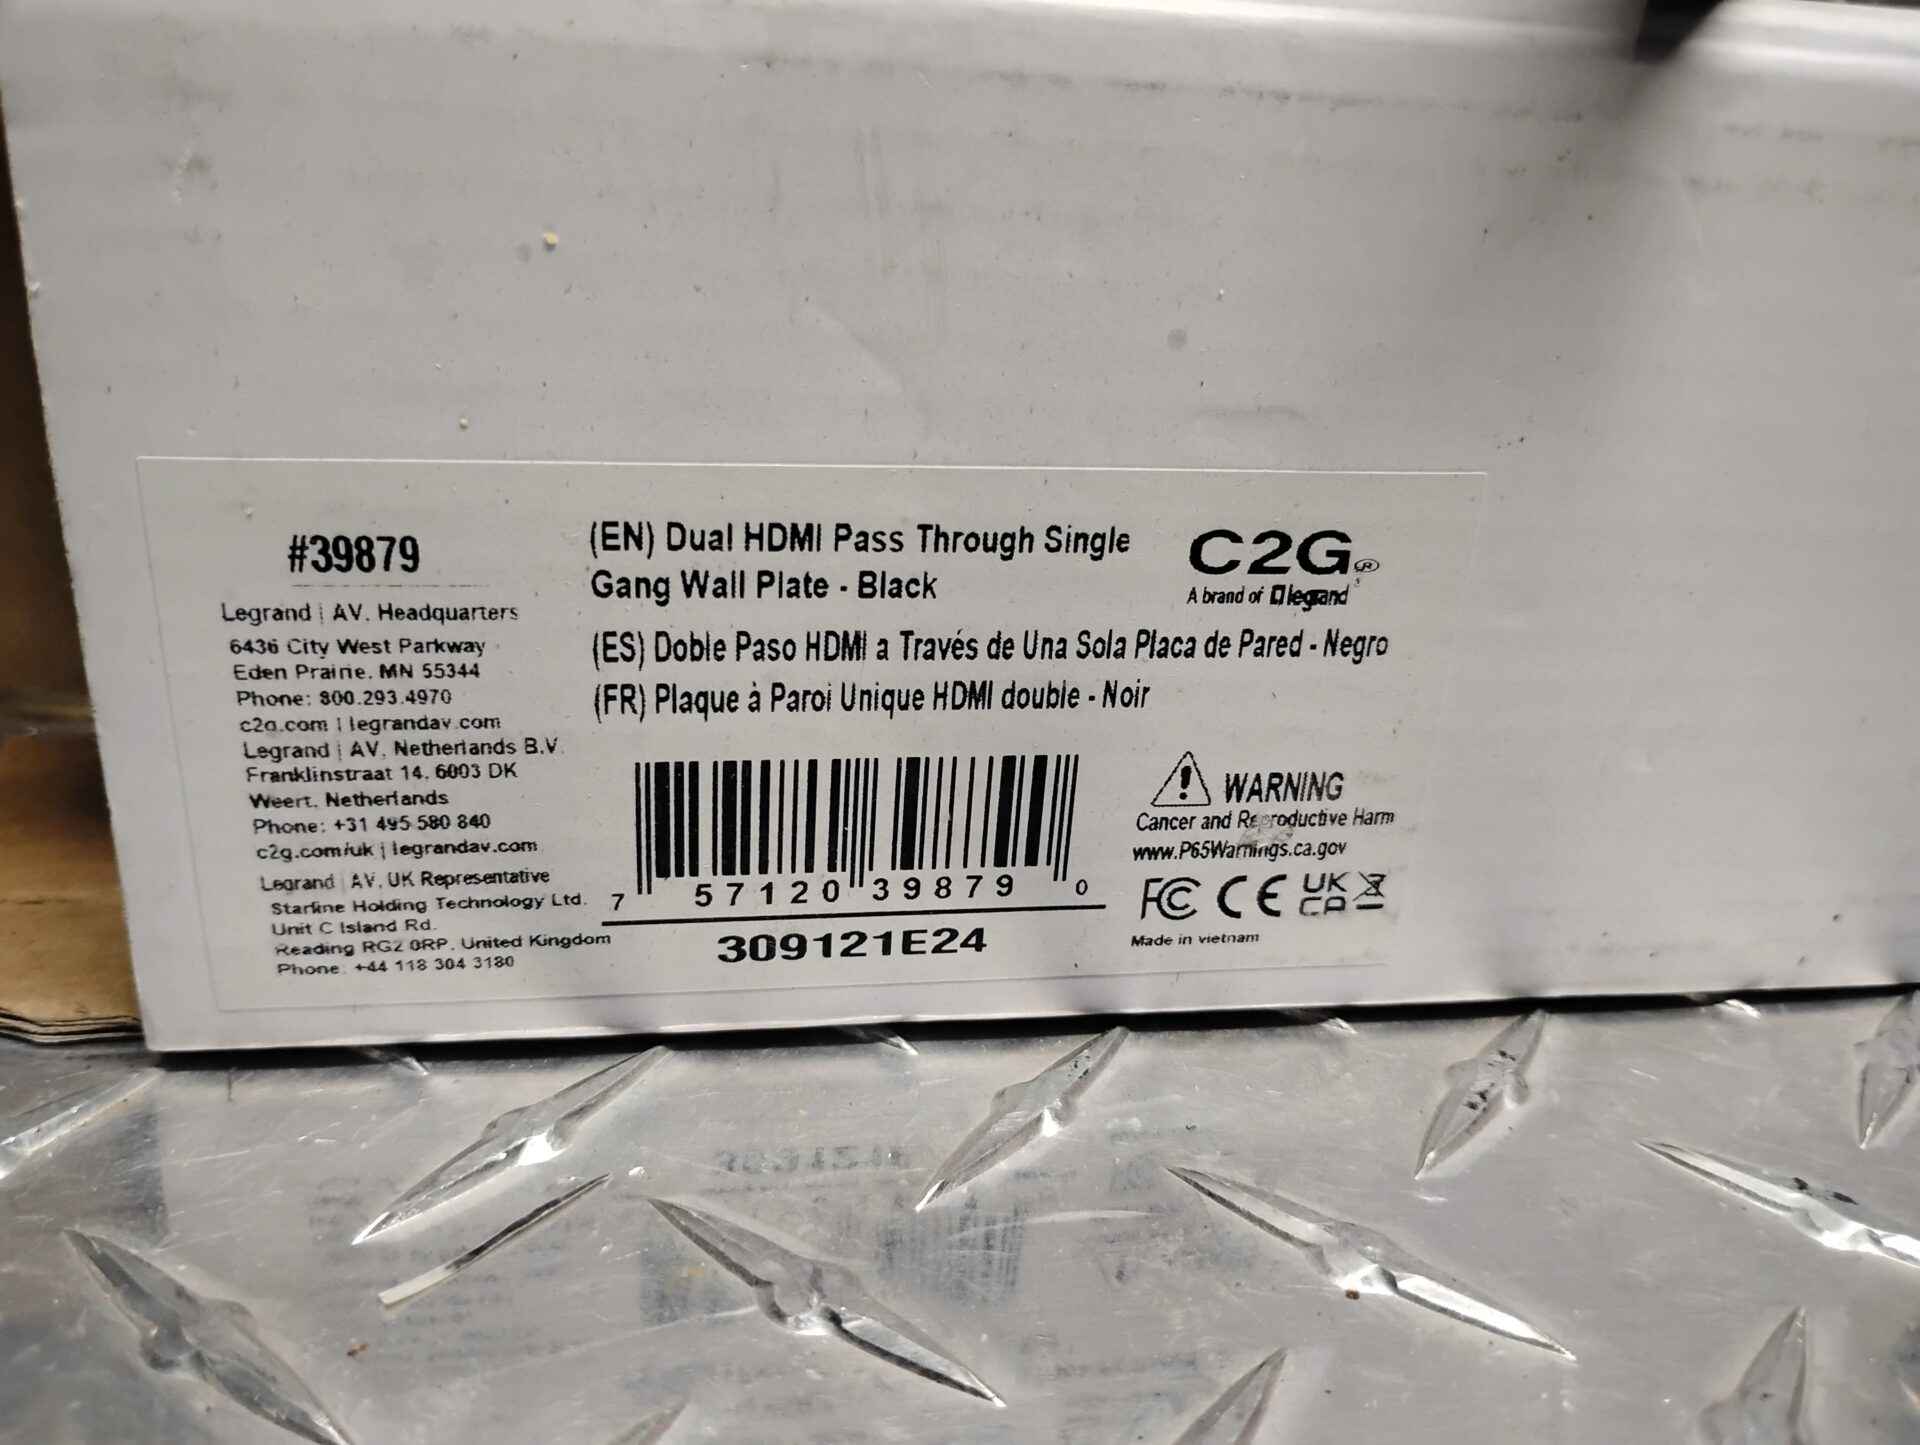 #39879
Legrand | AV. Headquarters
6436 City West Parkway
Eden Prairie, MN 55344
Phone: 800.293.4970
c2g.com | legrandav.com
Legrand | AV, Netherlands B.V.
Franklinstraat 14, 6003 DK
Weert, Netherlands
Phone: +31 495 580 840
c2g.com/uk | legrandav.com
Legrand | AV, UK Representative
Starline Holding Technology Ltd.
Unit C Island Rd.
Reading RG2 0RP, United Kingdom
Phone: +44 118 304 3180
(EN) Dual HDMI Pass Through Single
Gang Wall Plate - Black
(ES) Doble Paso HDMI a Través de Una Sola Placa de Pared - Negro
(FR) Plaque à Paroi Unique HDMI double - Noir
7 57120 39879 0
309121E24
C2G®
A brand of legrand®
WARNING
Cancer and Reproductive Harm
www.P65Warnings.ca.gov
FC CE UK CA
Made in vietnam